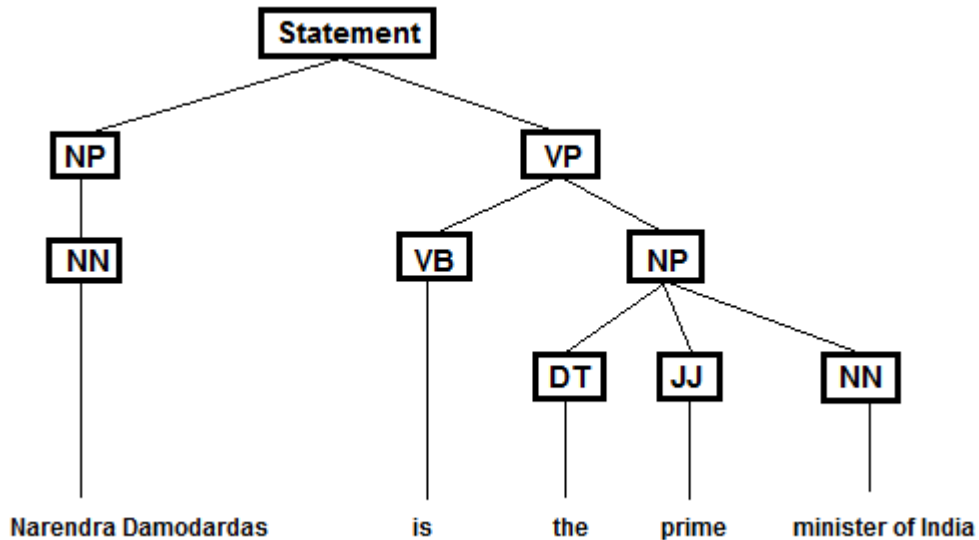 Statement
NP VP
NN VB NP
DT JJ NN
Narendra Damodardas is the prime minister of India